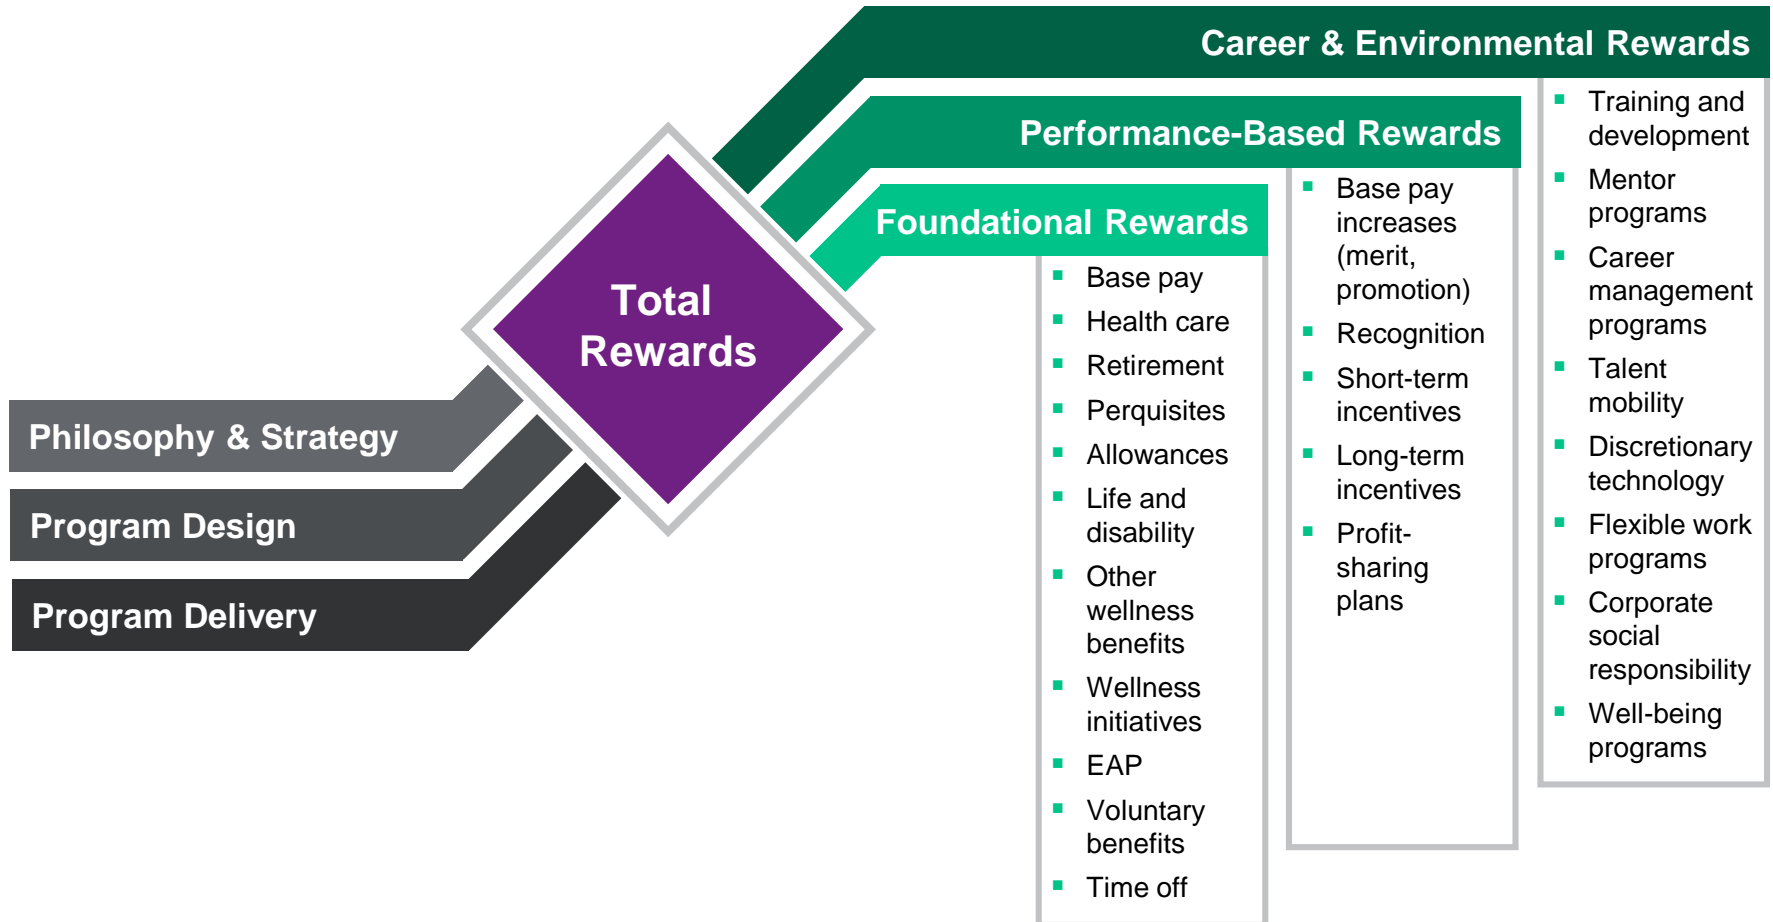 Career & Environmental Rewards
Training and
development
Mentor
programs
Career
management
programs
Talent
mobility
Discretionary
technology
Flexible work
programs
Corporate
social
responsibility
Well-being
programs
Performance-Based Rewards
Base pay
increases
(merit,
promotion)
Recognition
Short-term
incentives
Long-term
incentives
Profit-
sharing
plans
Foundational Rewards
Base pay
Health care
Retirement
Perquisites
Allowances
Life and
disability
Other
wellness
benefits
Wellness
initiatives
EAP
Voluntary
benefits
Time off
Total
Rewards
Philosophy & Strategy
Program Design
Program Delivery